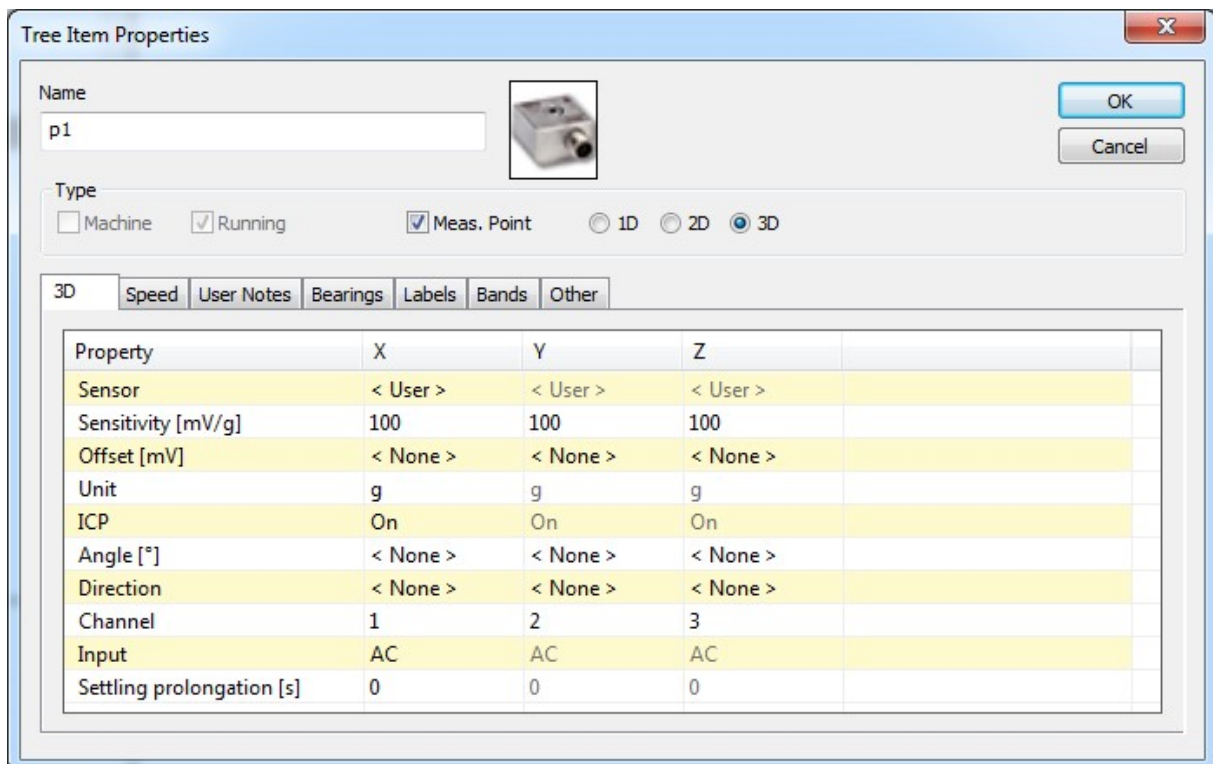 Tree Item Properties
Name
p1
OK
Cancel
Type
Machine Running Meas. Point 1D 2D 3D
3D Speed User Notes Bearings Labels Bands Other
Property X Y Z
Sensor < User > < User > < User >
Sensitivity [mV/g] 100 100 100
Offset [mV] < None > < None > < None >
Unit g g g
ICP On On On
Angle [°] < None > < None > < None >
Direction < None > < None > < None >
Channel 1 2 3
Input AC AC AC
Settling prolongation [s] 0 0 0